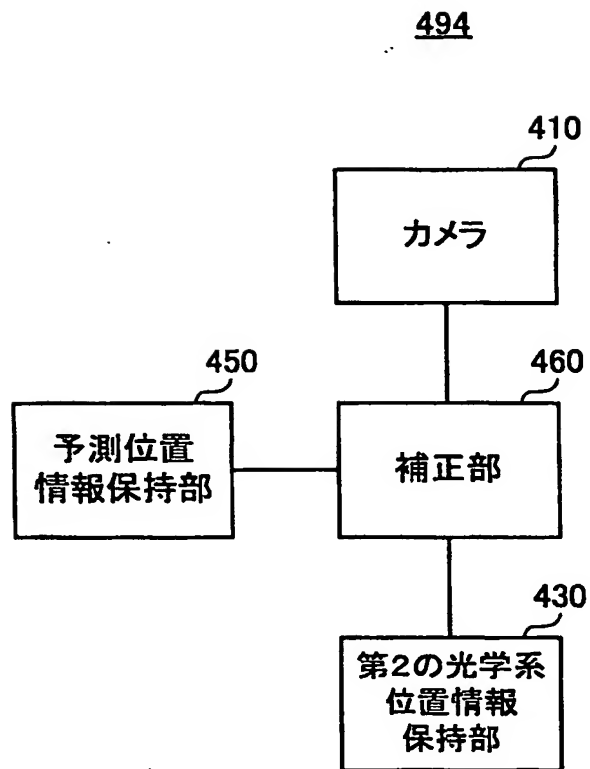 494
410
カメラ
450
予測位置
情報保持部
460
補正部
430
第2の光学系
位置情報
保持部